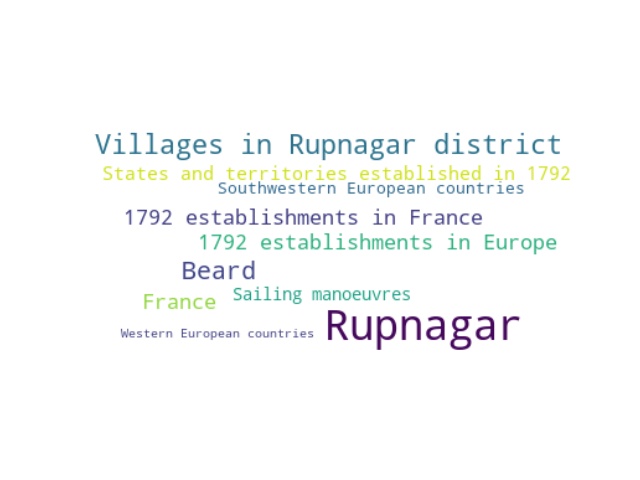 Villages in Rupnagar district
States and territories established in 1792
Southwestern European countries
1792 establishments in France
1792 establishments in Europe
Beard
Sailing manoeuvres
France
Rupnagar
Western European countries